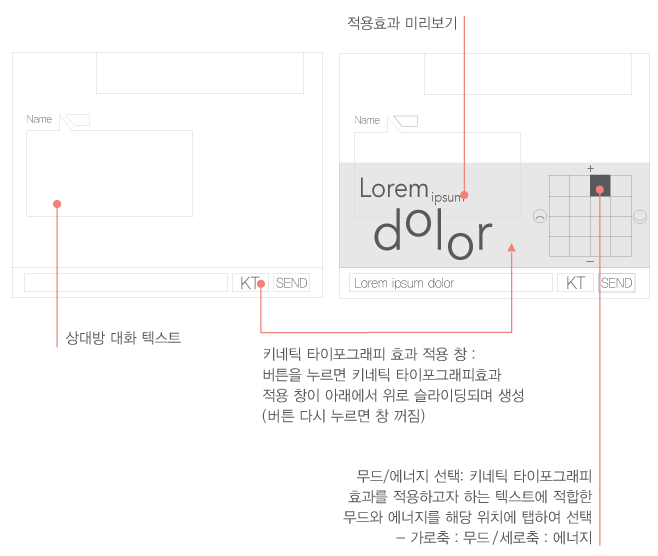 적용효과 미리보기
Name
Name
+
Lorem ipsum
dolor
−
KT
SEND
Lorem ipsum dolor
KT
SEND
상대방 대화 텍스트
키네틱 타이포그래피 효과 적용 창 :
버튼을 누르면 키네틱 타이포그래피효과
적용 창이 아래에서 위로 슬라이딩되며 생성
(버튼 다시 누르면 창 꺼짐)
무드/에너지 선택: 키네틱 타이포그래피
효과를 적용하고자 하는 텍스트에 적합한
무드와 에너지를 해당 위치에 탭하여 선택
– 가로축 : 무드/세로축 : 에너지